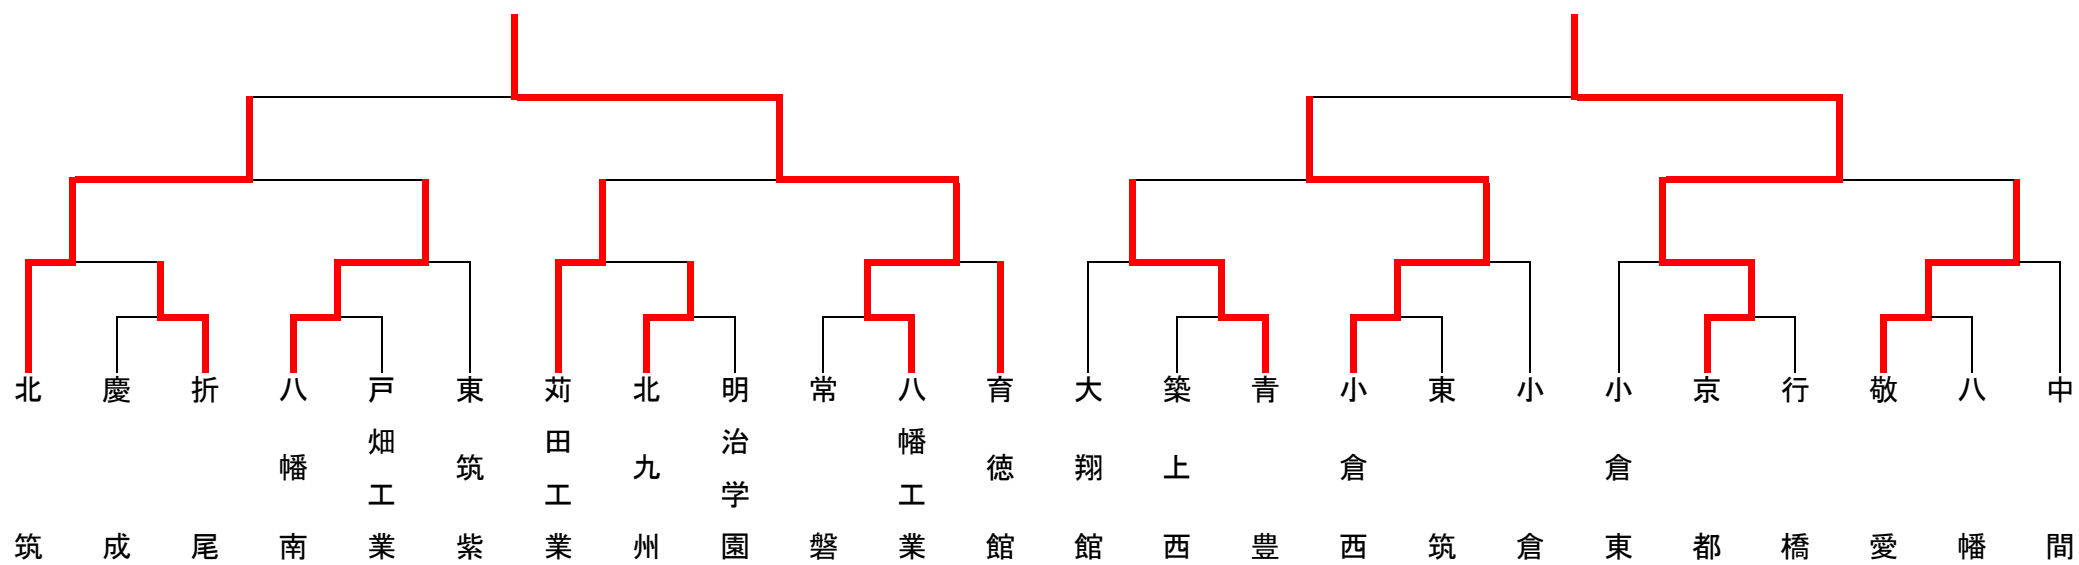 北筑
慶成
折尾
八幡南
戸畑工業
東筑紫
苅田工業
北九州
明治学園
常磐
八幡工業
育徳館
大翔館
築上西
青豊
小倉西
東筑
小倉
小倉東
京都
行橋
敬愛
八幡
中間